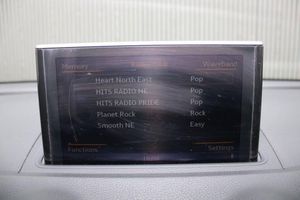 Memory Waveband
Heart North East Pop
HITS RADIO NE Pop
HITS RADIO PRIDE Pop
Planet Rock Rock
Smooth NE Easy
Functions Settings